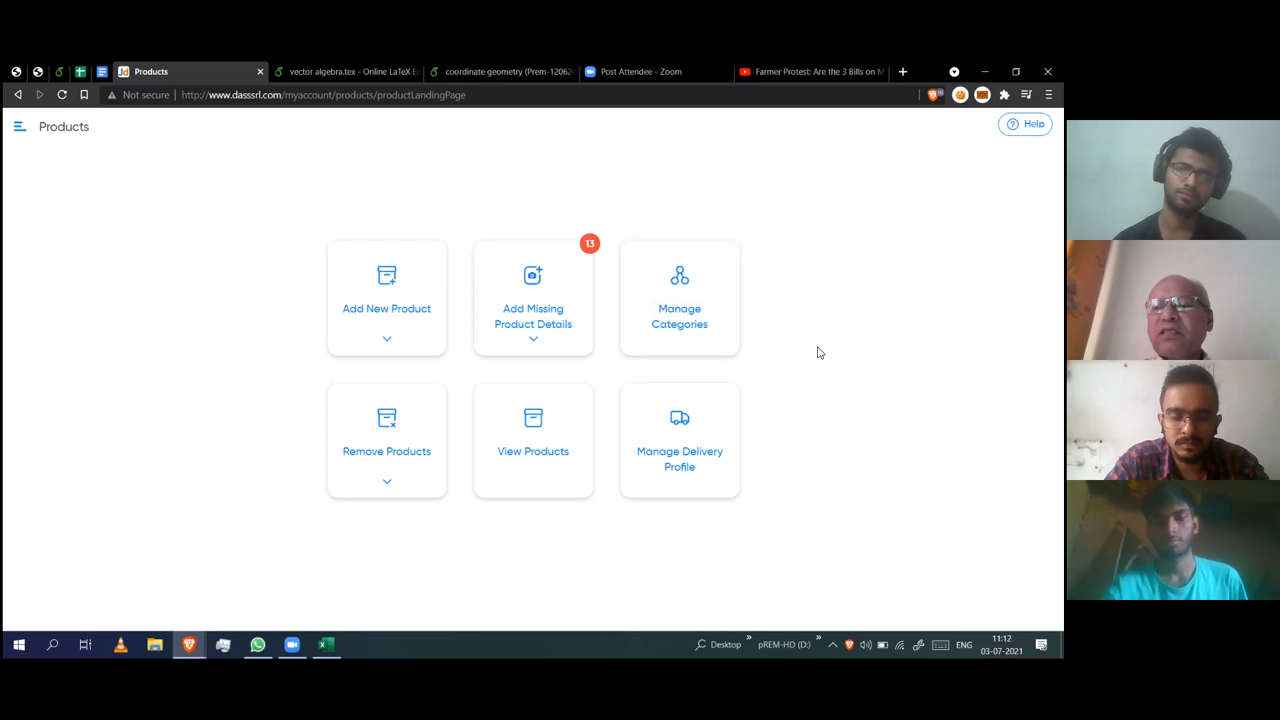 Products
vector algebra.tex - Online LaTeX E
coordinate geometry (Prem-12062
Post Attendee - Zoom
Farmer Protest: Are the 3 Bills on M
Not secure
http://www.dasssrl.com/myaccount/products/productLandingPage
Products
Help
13
Add New Product
Add Missing
Product Details
Manage
Categories
Remove Products
View Products
Manage Delivery
Profile
Desktop
pREM-HD (D:)
ENG
11:12
03-07-2021